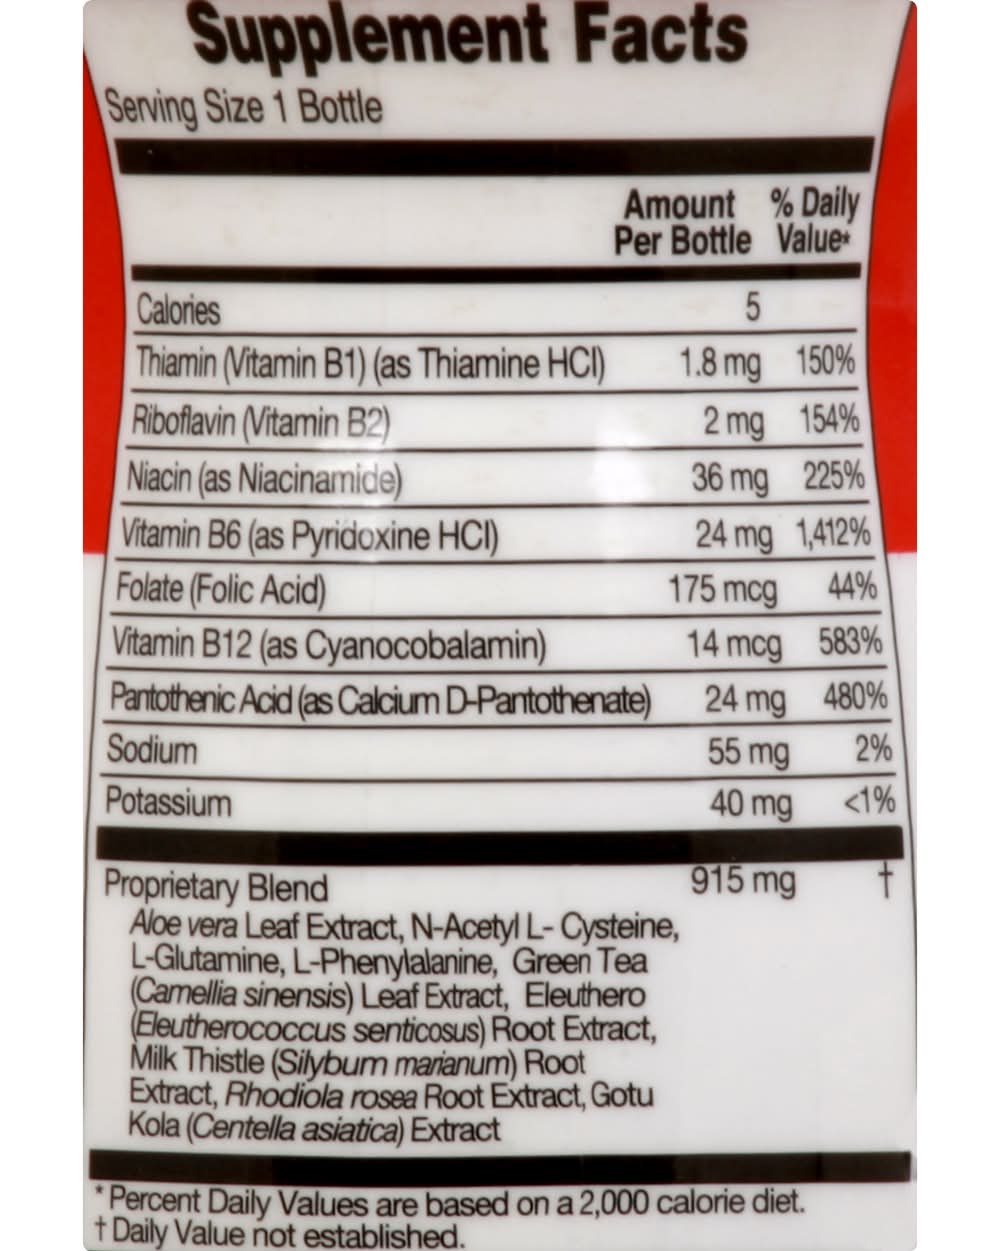 Supplement Facts
Serving Size 1 Bottle
Amount Per Bottle % Daily Value*
Calories 5
Thiamin (Vitamin B1) (as Thiamine HCl) 1.8 mg 150%
Riboflavin (Vitamin B2) 2 mg 154%
Niacin (as Niacinamide) 36 mg 225%
Vitamin B6 (as Pyridoxine HCl) 24 mg 1,412%
Folate (Folic Acid) 175 mcg 44%
Vitamin B12 (as Cyanocobalamin) 14 mcg 583%
Pantothenic Acid (as Calcium D-Pantothenate) 24 mg 480%
Sodium 55 mg 2%
Potassium 40 mg <1%
Proprietary Blend 915 mg †
Aloe vera Leaf Extract, N-Acetyl L- Cysteine,
L-Glutamine, L-Phenylalanine, Green Tea
(Camellia sinensis) Leaf Extract, Eleuthero
(Eleutherococcus senticosus) Root Extract,
Milk Thistle (Silybum marianum) Root
Extract, Rhodiola rosea Root Extract, Gotu
Kola (Centella asiatica) Extract
* Percent Daily Values are based on a 2,000 calorie diet.
† Daily Value not established.